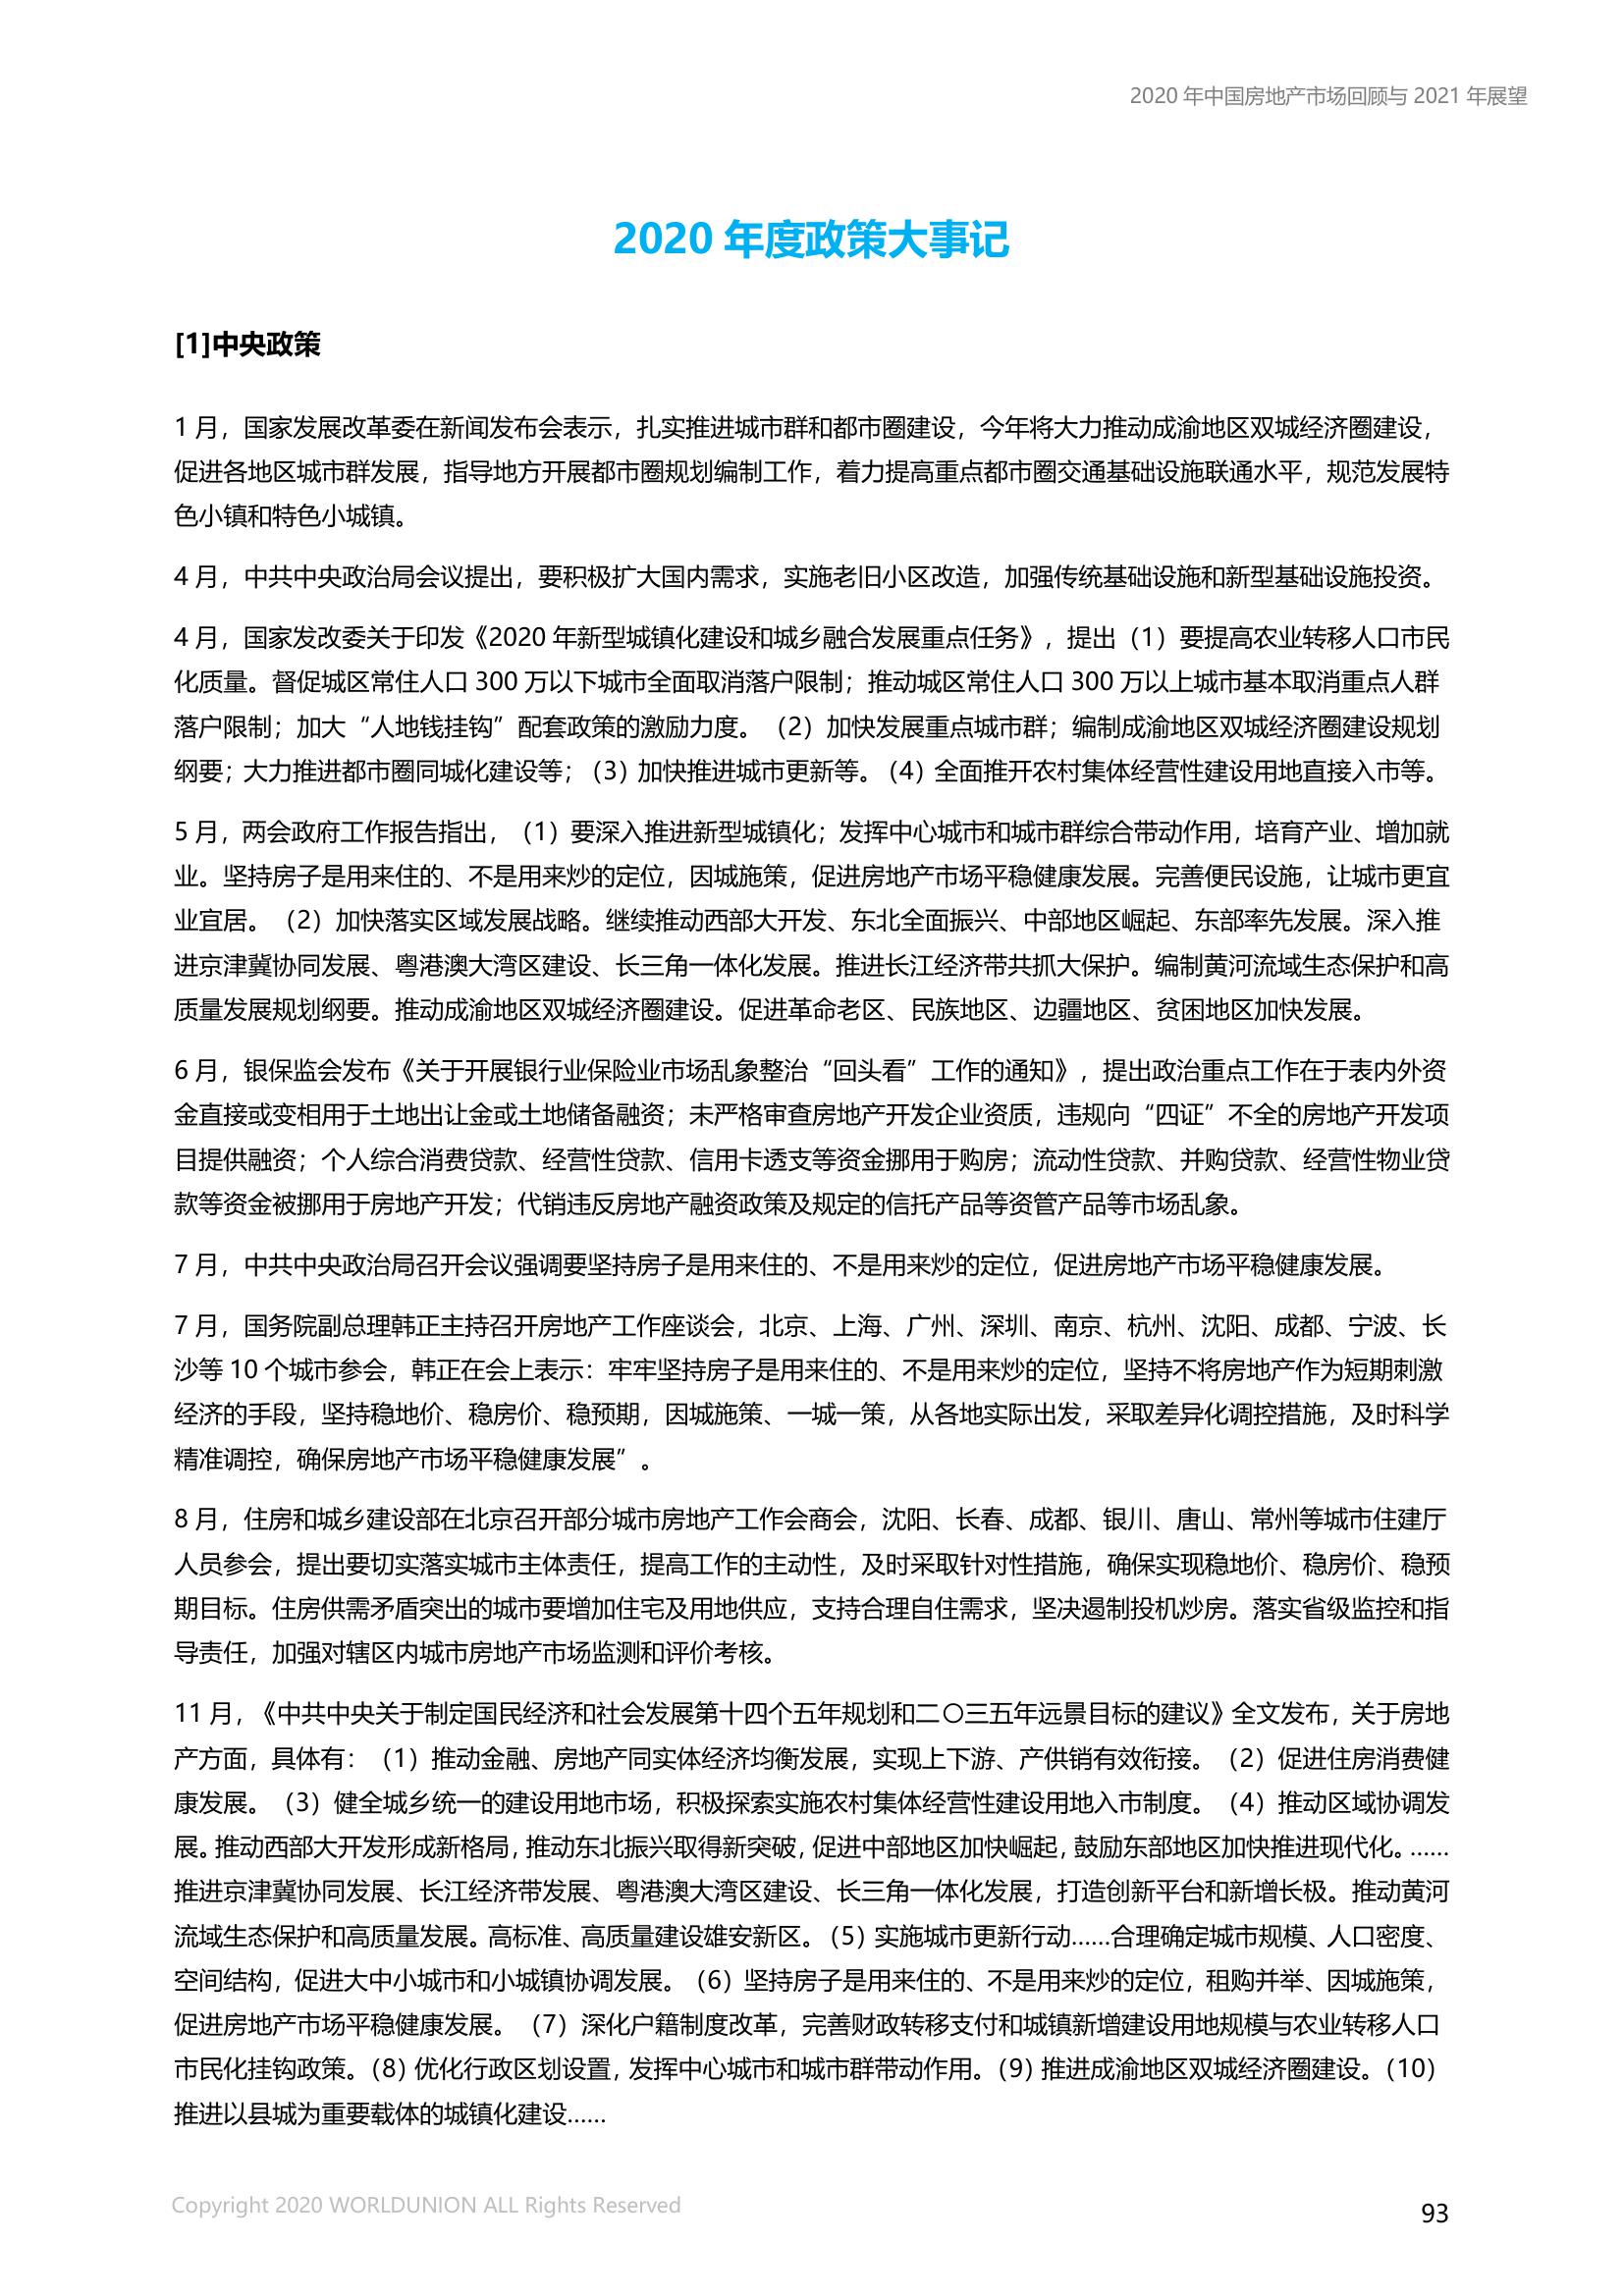 2020 年中国房地产市场回顾与 2021 年展望
2020 年度政策大事记
[1]中央政策
1 月，国家发展改革委在新闻发布会表示，扎实推进城市群和都市圈建设，今年将大力推动成渝地区双城经济圈建设，
促进各地区城市群发展，指导地方开展都市圈规划编制工作，着力提高重点都市圈交通基础设施联通水平，规范发展特
色小镇和特色小城镇。
4 月，中共中央政治局会议提出，要积极扩大国内需求，实施老旧小区改造，加强传统基础设施和新型基础设施投资。
4 月，国家发改委关于印发《2020 年新型城镇化建设和城乡融合发展重点任务》，提出（1）要提高农业转移人口市民
化质量。督促城区常住人口 300 万以下城市全面取消落户限制；推动城区常住人口 300 万以上城市基本取消重点人群
落户限制；加大“人地钱挂钩”配套政策的激励力度。（2）加快发展重点城市群；编制成渝地区双城经济圈建设规划
纲要；大力推进都市圈同城化建设等；（3）加快推进城市更新等。（4）全面推开农村集体经营性建设用地直接入市等。
5 月，两会政府工作报告指出，（1）要深入推进新型城镇化；发挥中心城市和城市群综合带动作用，培育产业、增加就
业。坚持房子是用来住的、不是用来炒的定位，因城施策，促进房地产市场平稳健康发展。完善便民设施，让城市更宜
业宜居。（2）加快落实区域发展战略。继续推动西部大开发、东北全面振兴、中部地区崛起、东部率先发展。深入推
进京津冀协同发展、粤港澳大湾区建设、长三角一体化发展。推进长江经济带共抓大保护。编制黄河流域生态保护和高
质量发展规划纲要。推动成渝地区双城经济圈建设。促进革命老区、民族地区、边疆地区、贫困地区加快发展。
6 月，银保监会发布《关于开展银行业保险业市场乱象整治“回头看”工作的通知》，提出政治重点工作在于表内外资
金直接或变相用于土地出让金或土地储备融资；未严格审查房地产开发企业资质，违规向“四证”不全的房地产开发项
目提供融资；个人综合消费贷款、经营性贷款、信用卡透支等资金挪用于购房；流动性贷款、并购贷款、经营性物业贷
款等资金被挪用于房地产开发；代销违反房地产融资政策及规定的信托产品等资管产品等市场乱象。
7 月，中共中央政治局召开会议强调要坚持房子是用来住的、不是用来炒的定位，促进房地产市场平稳健康发展。
7 月，国务院副总理韩正主持召开房地产工作座谈会，北京、上海、广州、深圳、南京、杭州、沈阳、成都、宁波、长
沙等 10 个城市参会，韩正在会上表示：牢牢坚持房子是用来住的、不是用来炒的定位，坚持不将房地产作为短期刺激
经济的手段，坚持稳地价、稳房价、稳预期，因城施策、一城一策，从各地实际出发，采取差异化调控措施，及时科学
精准调控，确保房地产市场平稳健康发展”。
8 月，住房和城乡建设部在北京召开部分城市房地产工作会商会，沈阳、长春、成都、银川、唐山、常州等城市住建厅
人员参会，提出要切实落实城市主体责任，提高工作的主动性，及时采取针对性措施，确保实现稳地价、稳房价、稳预
期目标。住房供需矛盾突出的城市要增加住宅及用地供应，支持合理自住需求，坚决遏制投机炒房。落实省级监控和指
导责任，加强对辖区内城市房地产市场监测和评价考核。
11 月，《中共中央关于制定国民经济和社会发展第十四个五年规划和二〇三五年远景目标的建议》全文发布，关于房地
产方面，具体有：（1）推动金融、房地产同实体经济均衡发展，实现上下游、产供销有效衔接。（2）促进住房消费健
康发展。（3）健全城乡统一的建设用地市场，积极探索实施农村集体经营性建设用地入市制度。（4）推动区域协调发
展。推动西部大开发形成新格局，推动东北振兴取得新突破，促进中部地区加快崛起，鼓励东部地区加快推进现代化。……
推进京津冀协同发展、长江经济带发展、粤港澳大湾区建设、长三角一体化发展，打造创新平台和新增长极。推动黄河
流域生态保护和高质量发展。高标准、高质量建设雄安新区。（5）实施城市更新行动……合理确定城市规模、人口密度、
空间结构，促进大中小城市和小城镇协调发展。（6）坚持房子是用来住的、不是用来炒的定位，租购并举、因城施策，
促进房地产市场平稳健康发展。（7）深化户籍制度改革，完善财政转移支付和城镇新增建设用地规模与农业转移人口
市民化挂钩政策。（8）优化行政区划设置，发挥中心城市和城市群带动作用。（9）推进成渝地区双城经济圈建设。（10）
推进以县城为重要载体的城镇化建设……
Copyright 2020 WORLDUNION ALL Rights Reserved
93